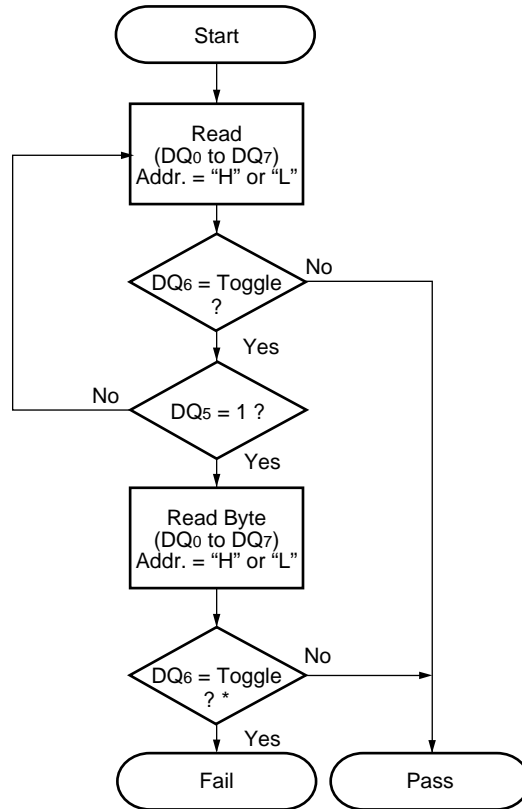 Start
Read
(DQ0 to DQ7)
Addr. = “H” or “L”
DQ6 = Toggle
?
No
Yes
DQ5 = 1 ?
No
Yes
Read Byte
(DQ0 to DQ7)
Addr. = “H” or “L”
DQ6 = Toggle
? *
No
Yes
Fail
Pass